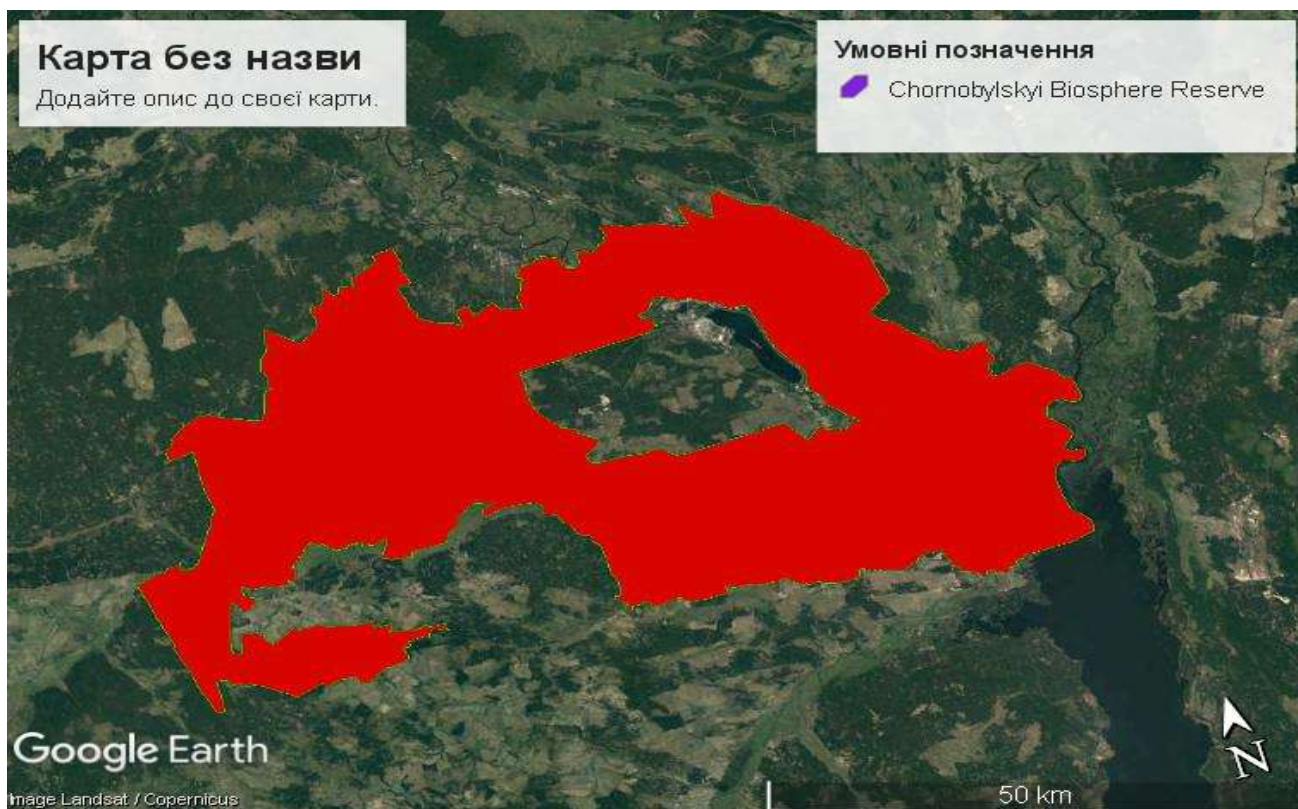 Карта без назви
Додайте опис до своєї карти.
Умовні позначення
Chornobylskyi Biosphere Reserve
Google Earth
Image Landsat / Copernicus
50 km
N